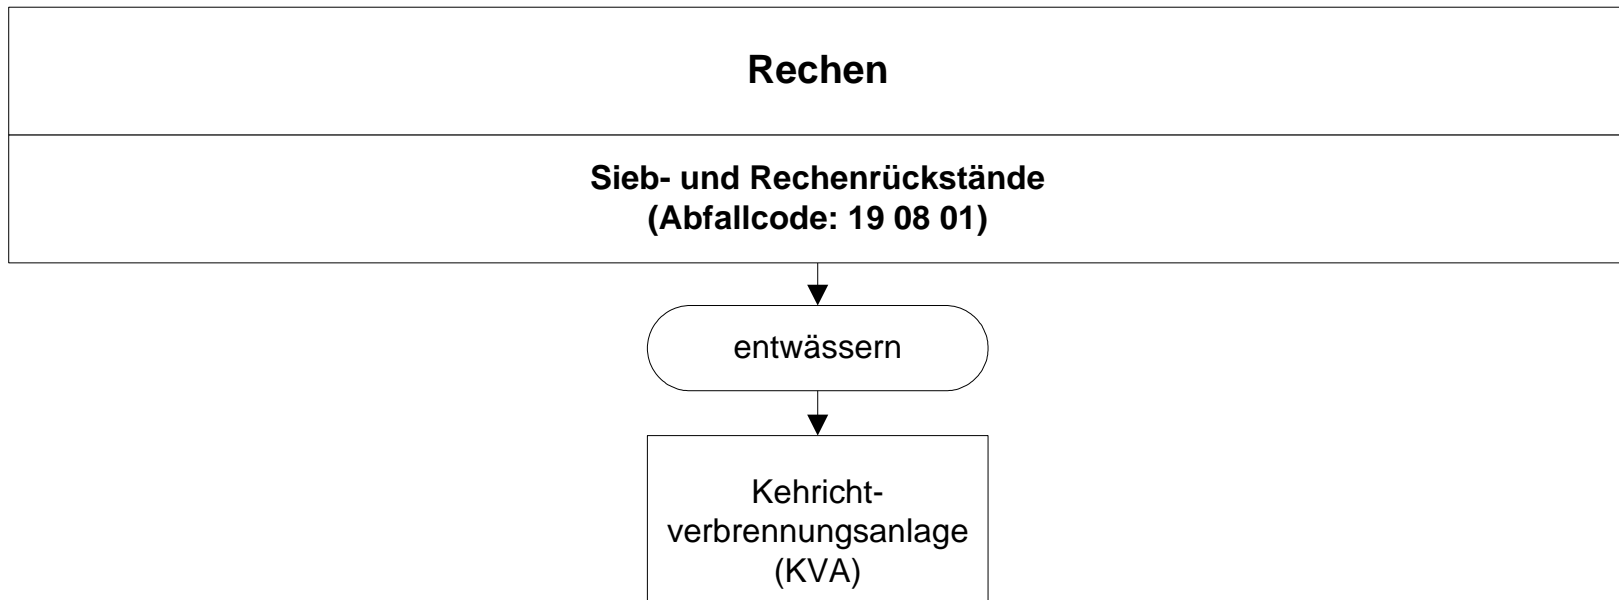 Rechen
Sieb- und Rechenrückstände
(Abfallcode: 19 08 01)
entwässern
Kehricht-
verbrennungsanlage
(KVA)